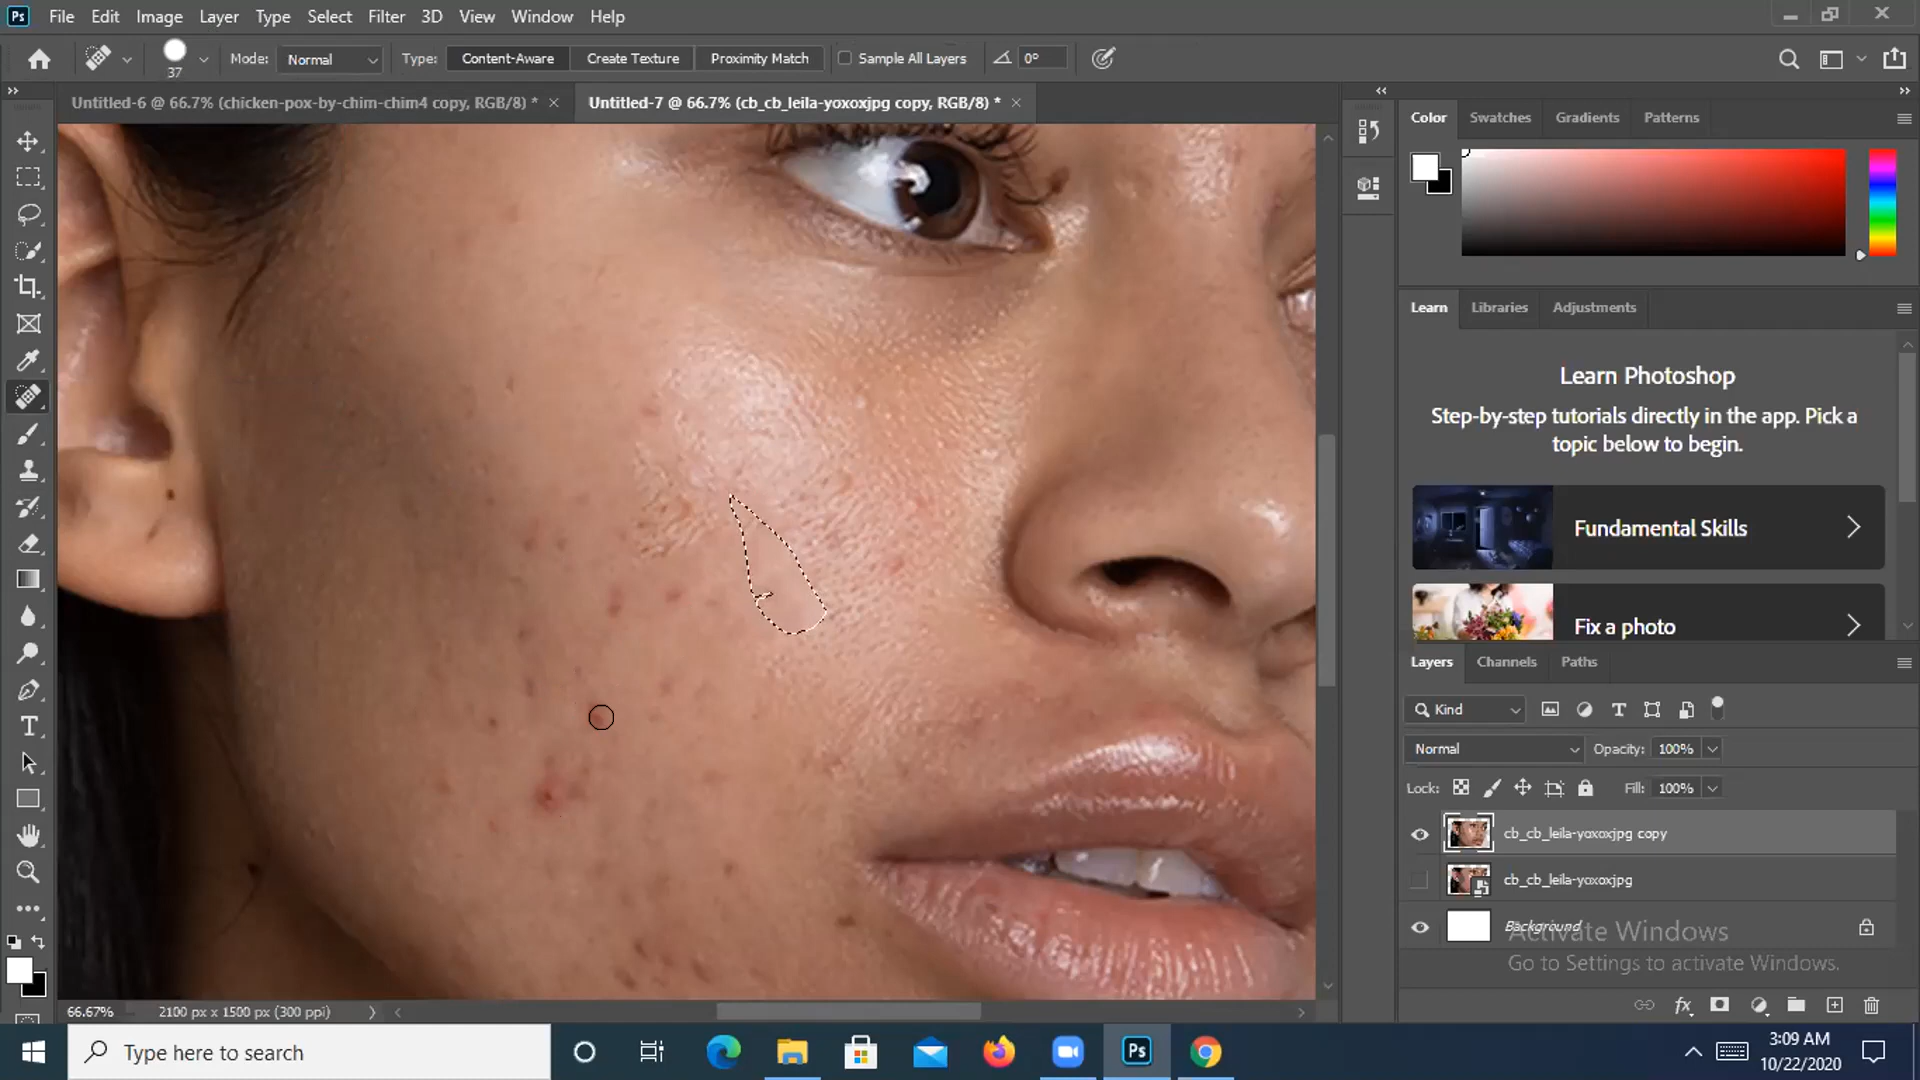 Ps File Edit Image Layer Type Select Filter 3D View Window Help
37 Mode: Normal Type: Content-Aware Create Texture Proximity Match Sample All Layers 0°
Untitled-6 @ 66.7% (chicken-pox-by-chim-chim4 copy, RGB/8) * × Untitled-7 @ 66.7% (cb_cb_leila-yoxoxjpg copy, RGB/8) * ×
Color Swatches Gradients Patterns
Learn Libraries Adjustments
Learn Photoshop
Step-by-step tutorials directly in the app. Pick a
topic below to begin.
Fundamental Skills
Fix a photo
Layers Channels Paths
Kind
Normal Opacity: 100%
Lock: Fill: 100%
cb_cb_leila-yoxoxjpg copy
cb_cb_leila-yoxoxjpg
Background
Activate Windows
Go to Settings to activate Windows.
66.67% 2100 px x 1500 px (300 ppi)
Type here to search
Ps
3:09 AM
10/22/2020